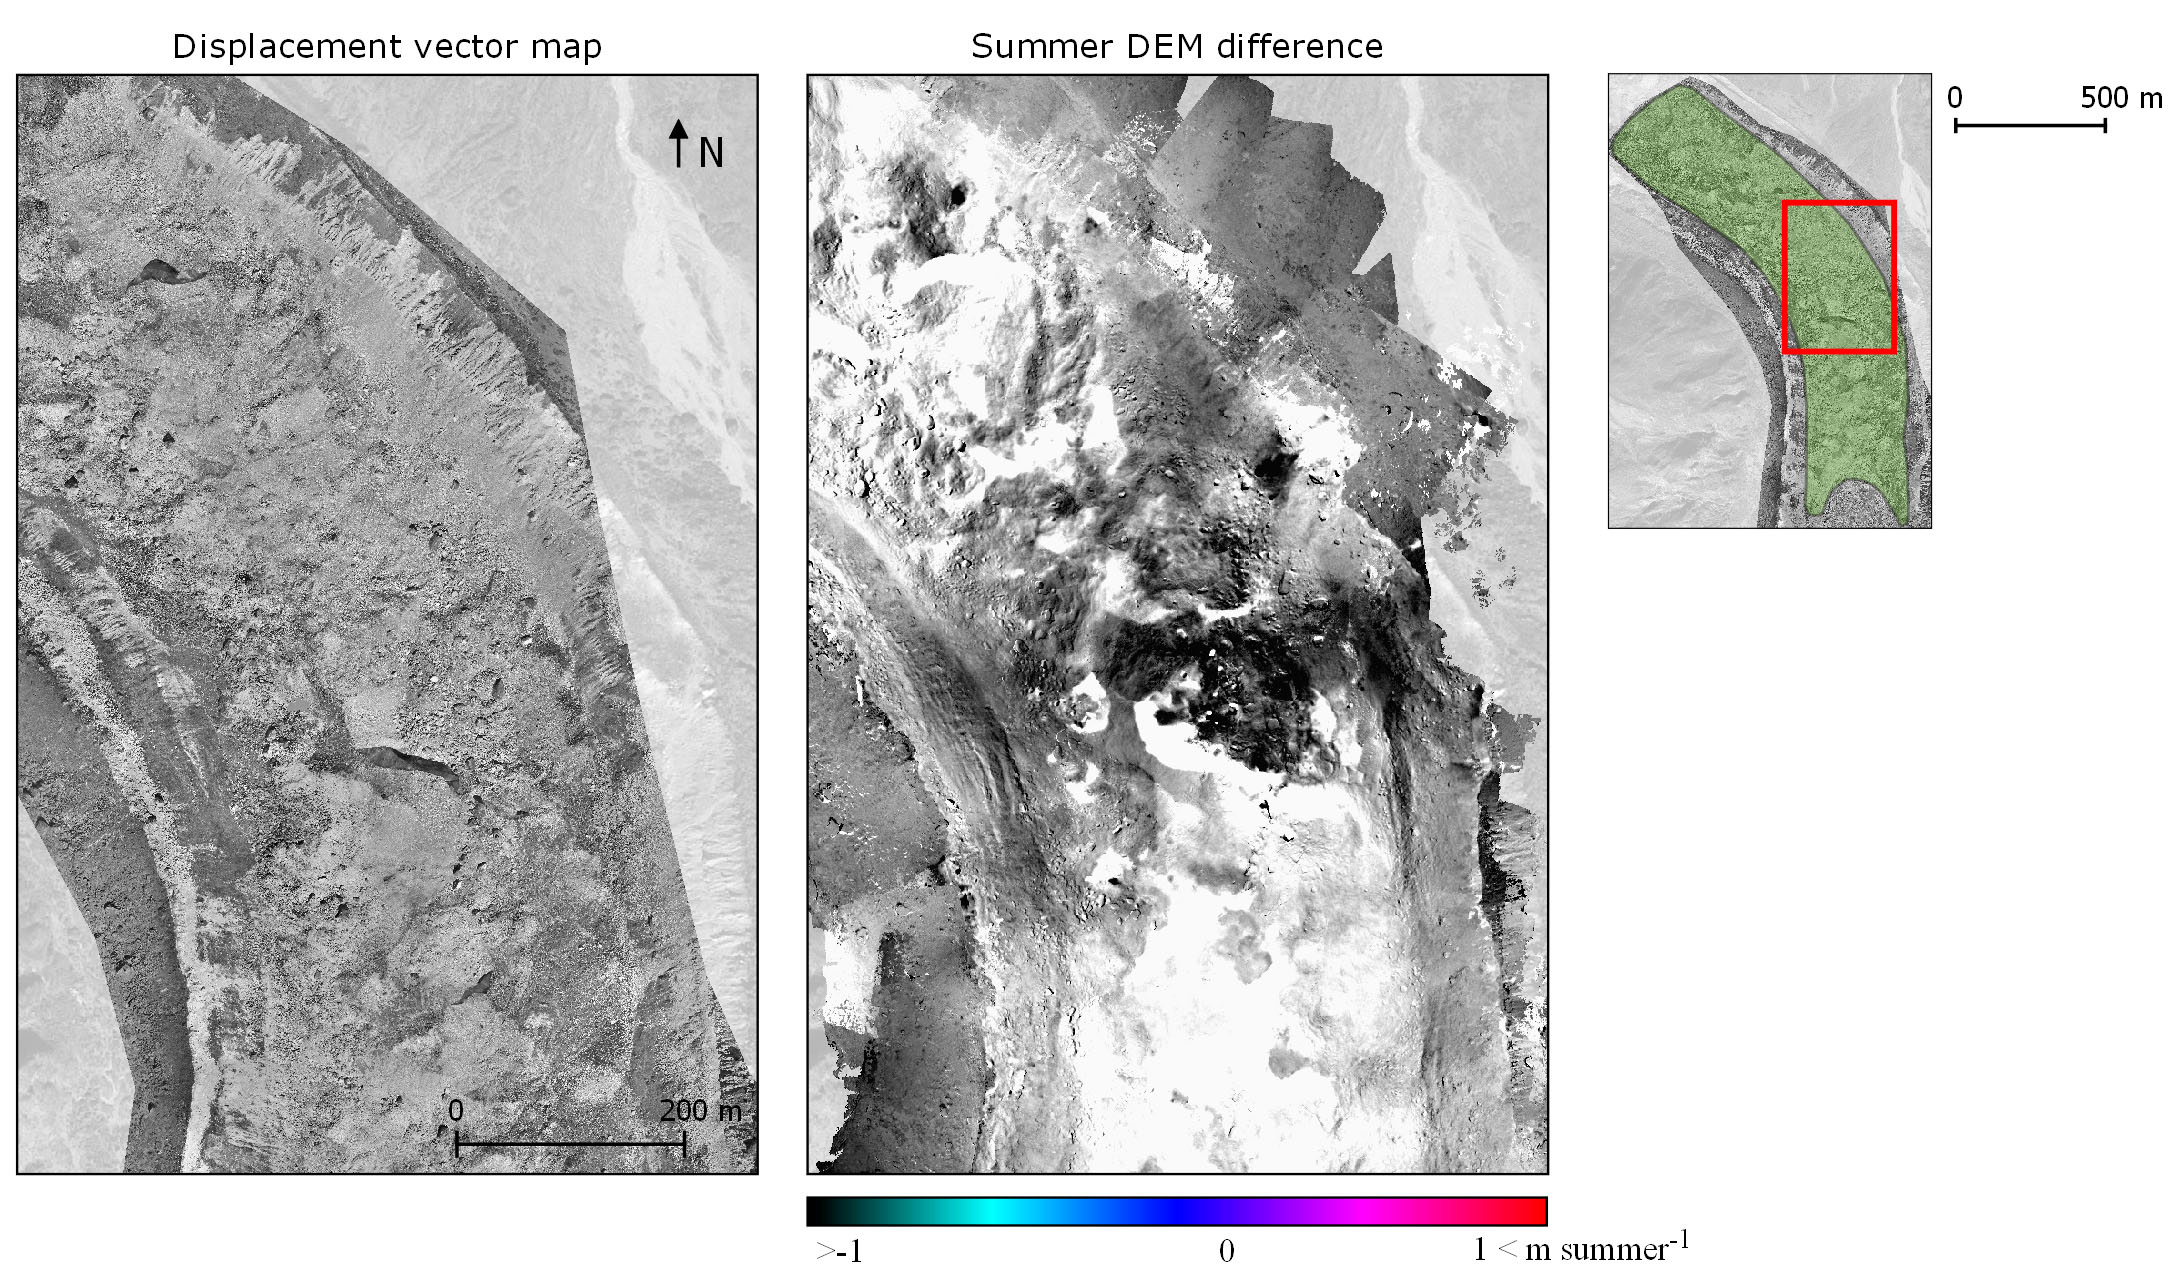 Displacement vector map
Summer DEM difference
N
0 500 m
0 200 m
>-1 0 1 < m summer⁻¹